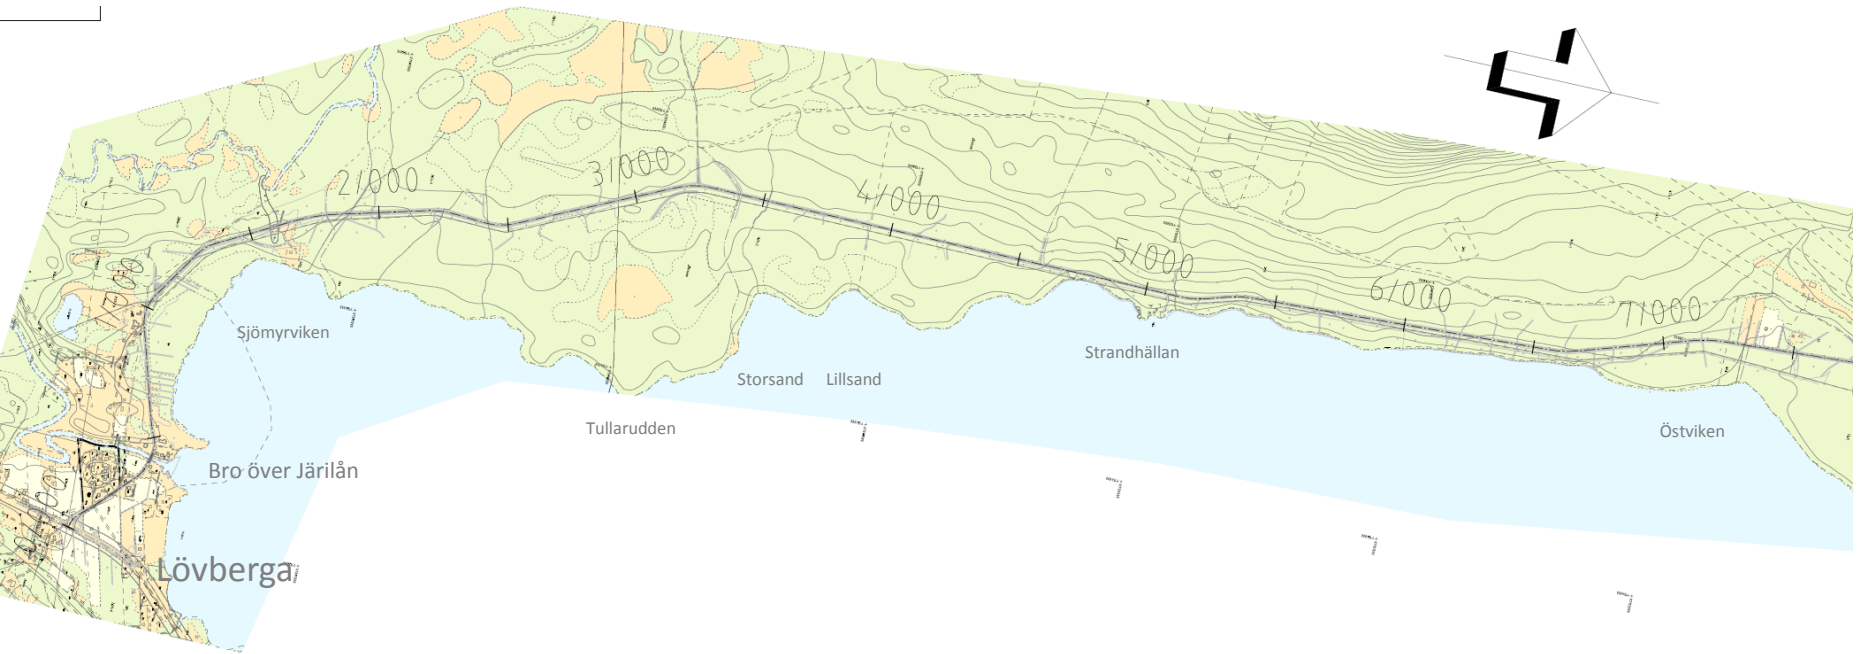 2/000
3/000
4/000
5/000
6/000
7/000
Sjömyrviken
Strandhällan
Storsand
Lillsand
Tullarudden
Östviken
Bro över Järilån
Lövberga